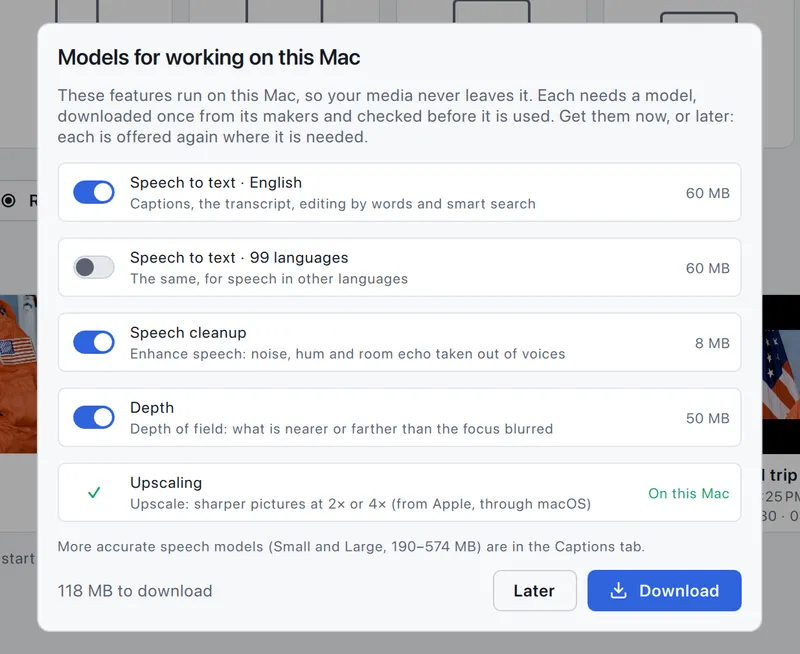 Models for working on this Mac
These features run on this Mac, so your media never leaves it. Each needs a model,
downloaded once from its makers and checked before it is used. Get them now, or later:
each is offered again where it is needed.
Speech to text · English
Captions, the transcript, editing by words and smart search
60 MB
Speech to text · 99 languages
The same, for speech in other languages
60 MB
Speech cleanup
Enhance speech: noise, hum and room echo taken out of voices
8 MB
Depth
Depth of field: what is nearer or farther than the focus blurred
50 MB
Upscaling
Upscale: sharper pictures at 2× or 4× (from Apple, through macOS)
On this Mac
More accurate speech models (Small and Large, 190–574 MB) are in the Captions tab.
118 MB to download
Later
Download
start
trip
:25 PM